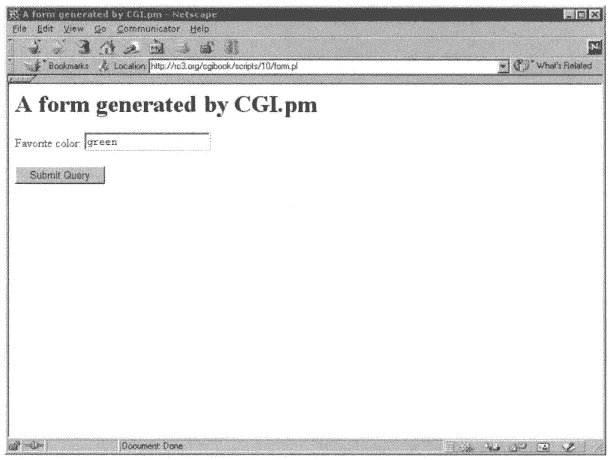 A form generated by CGI.pm - Netscape
File Edit View Go Communicator Help
Bookmarks Location: http://rc3.org/cgibook/scripts/10/form.pl What's Related
A form generated by CGI.pm
Favorite color: green
Submit Query
Document: Done